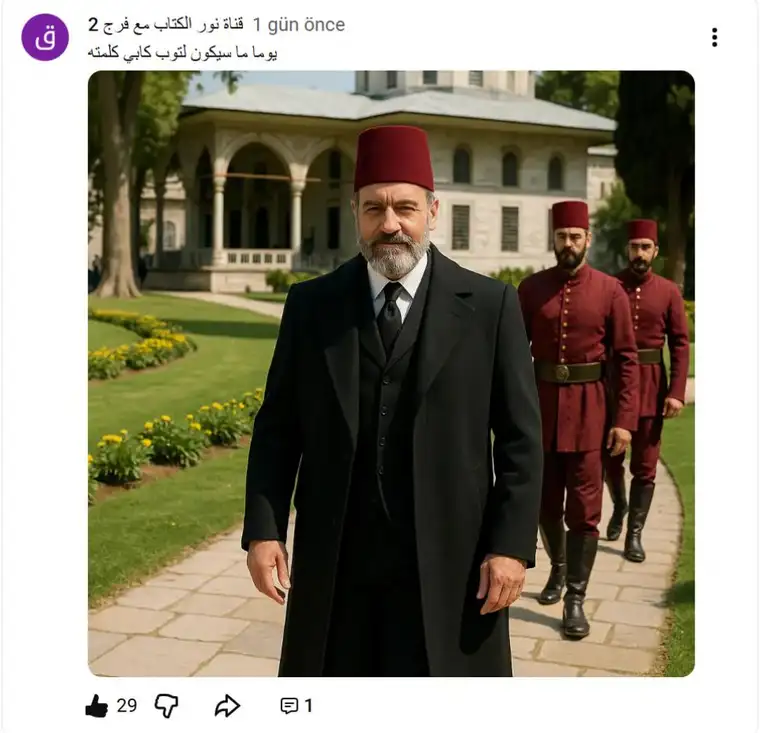 قناة نور الكتاب مع فرج 2 1 gün önce
يوما ما سيكون لتوب كابي كلمته
ق
29 1